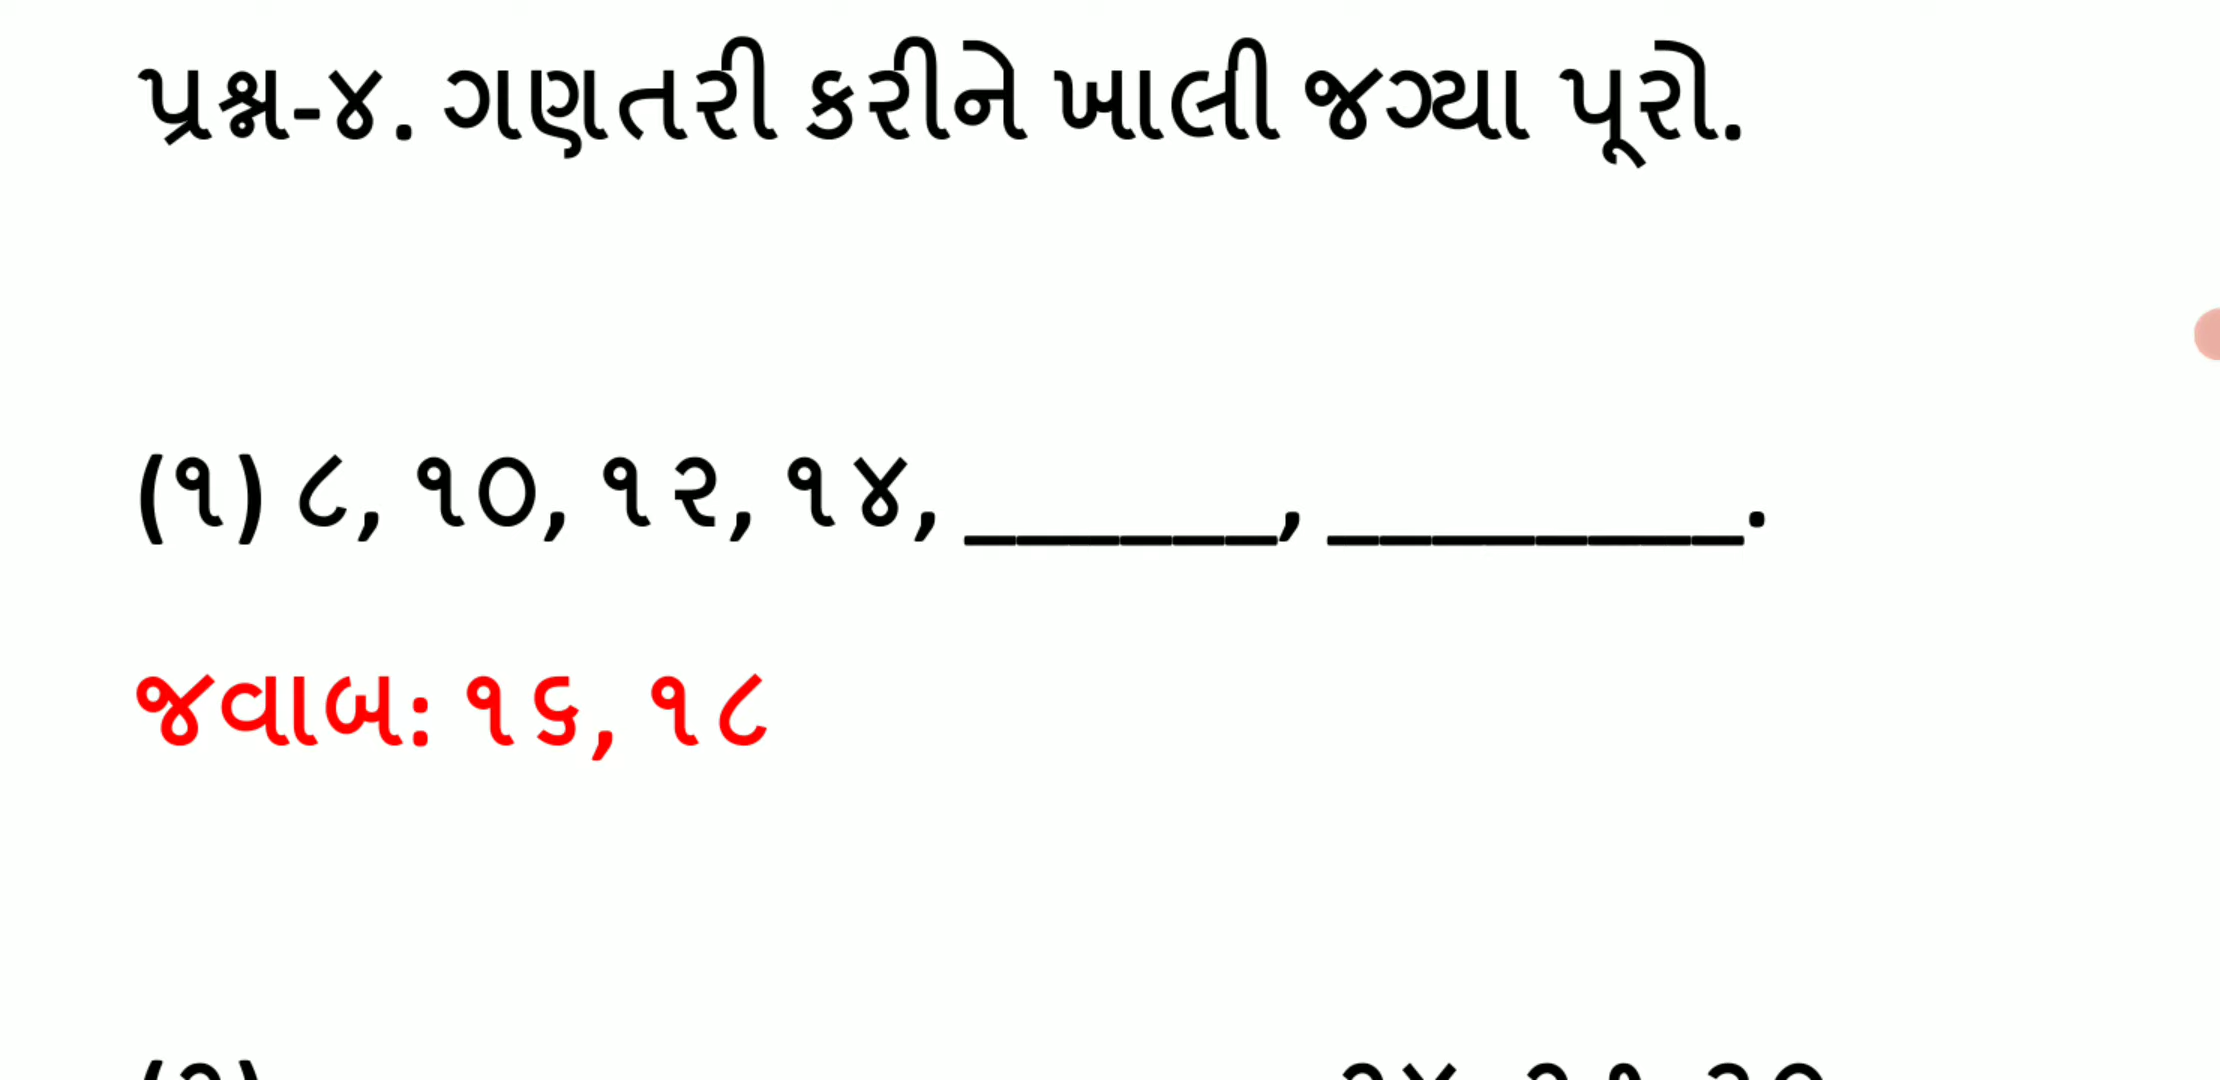 પ્રશ્ન-૪. ગણતરી કરીને ખાલી જગ્યા પૂરો.
(૧) ૮, ૧૦, ૧૨, ૧૪, ______, ________.
જવાબ: ૧૬, ૧૮